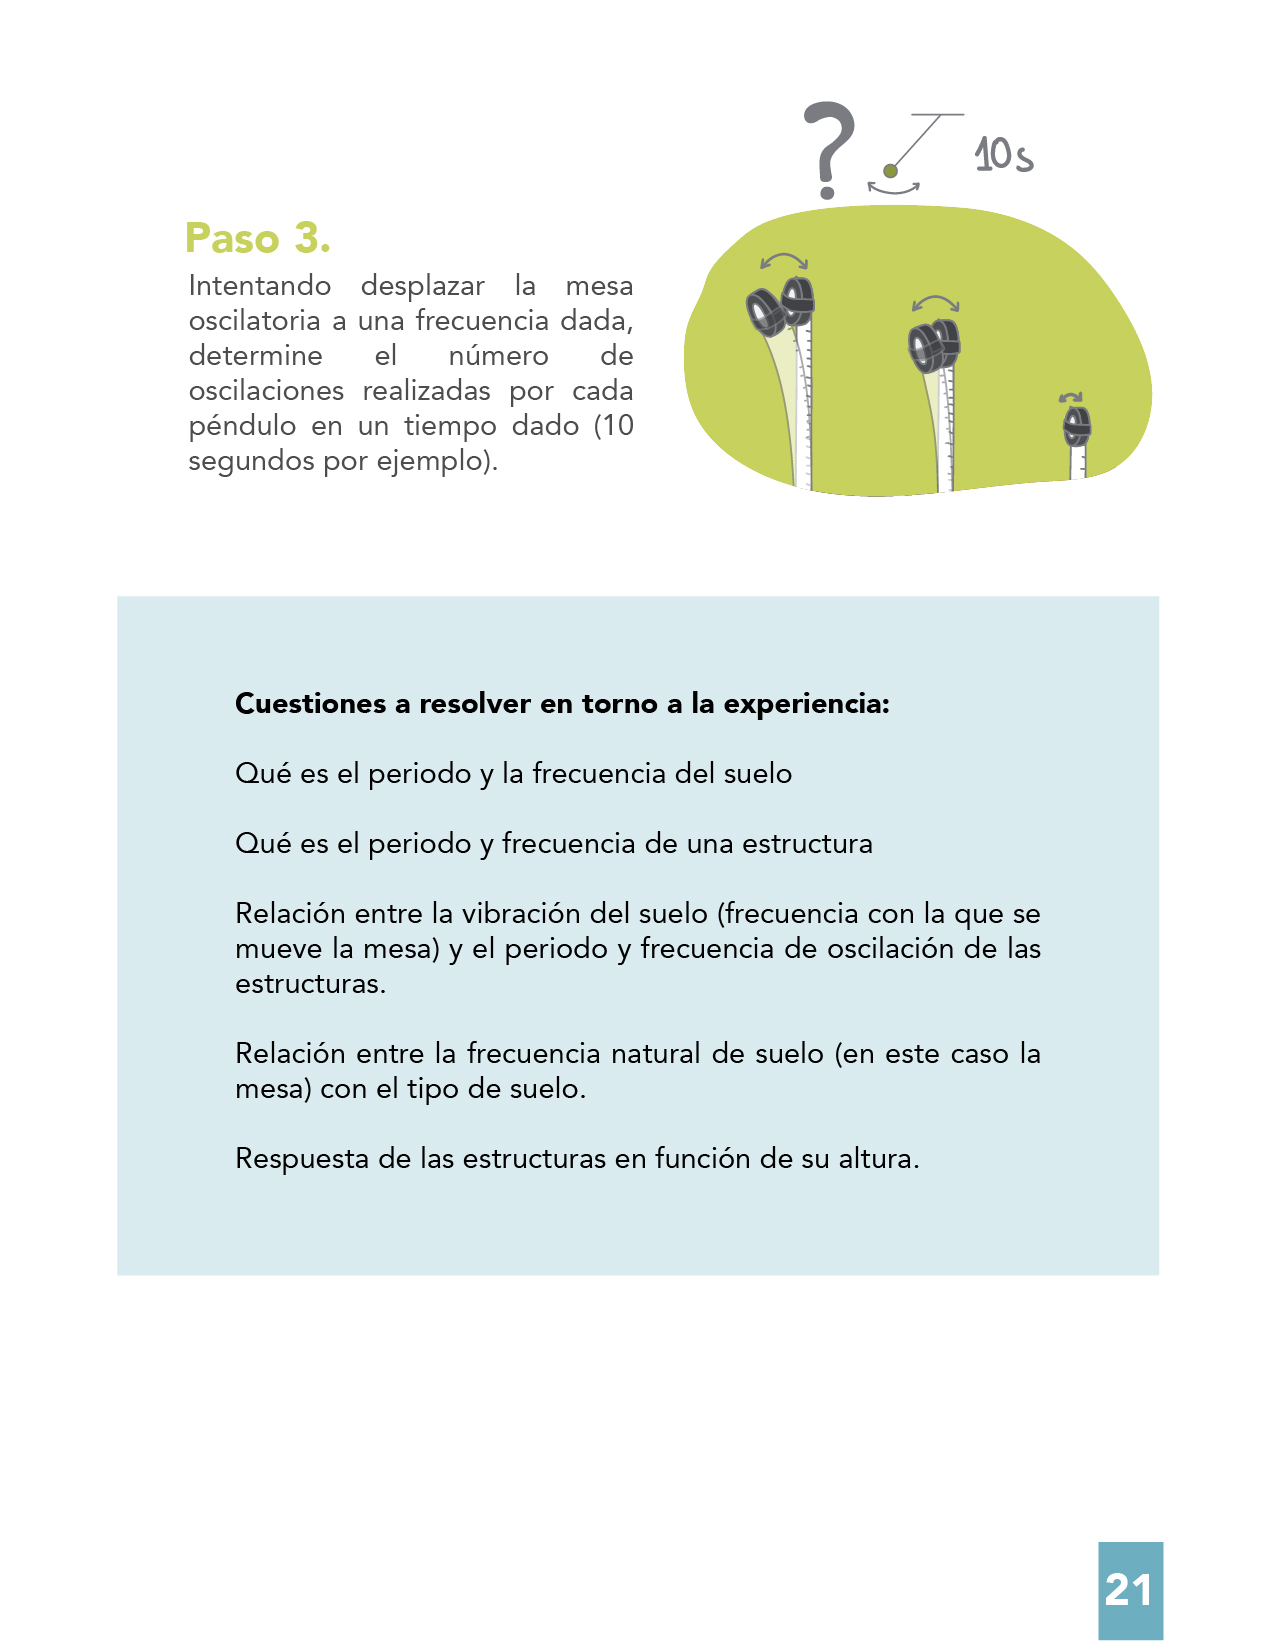 10s
Paso 3.
Intentando desplazar la mesa
oscilatoria a una frecuencia dada,
determine el número de
oscilaciones realizadas por cada
péndulo en un tiempo dado (10
segundos por ejemplo).
Cuestiones a resolver en torno a la experiencia:
Qué es el periodo y la frecuencia del suelo
Qué es el periodo y frecuencia de una estructura
Relación entre la vibración del suelo (frecuencia con la que se
mueve la mesa) y el periodo y frecuencia de oscilación de las
estructuras.
Relación entre la frecuencia natural de suelo (en este caso la
mesa) con el tipo de suelo.
Respuesta de las estructuras en función de su altura.
21